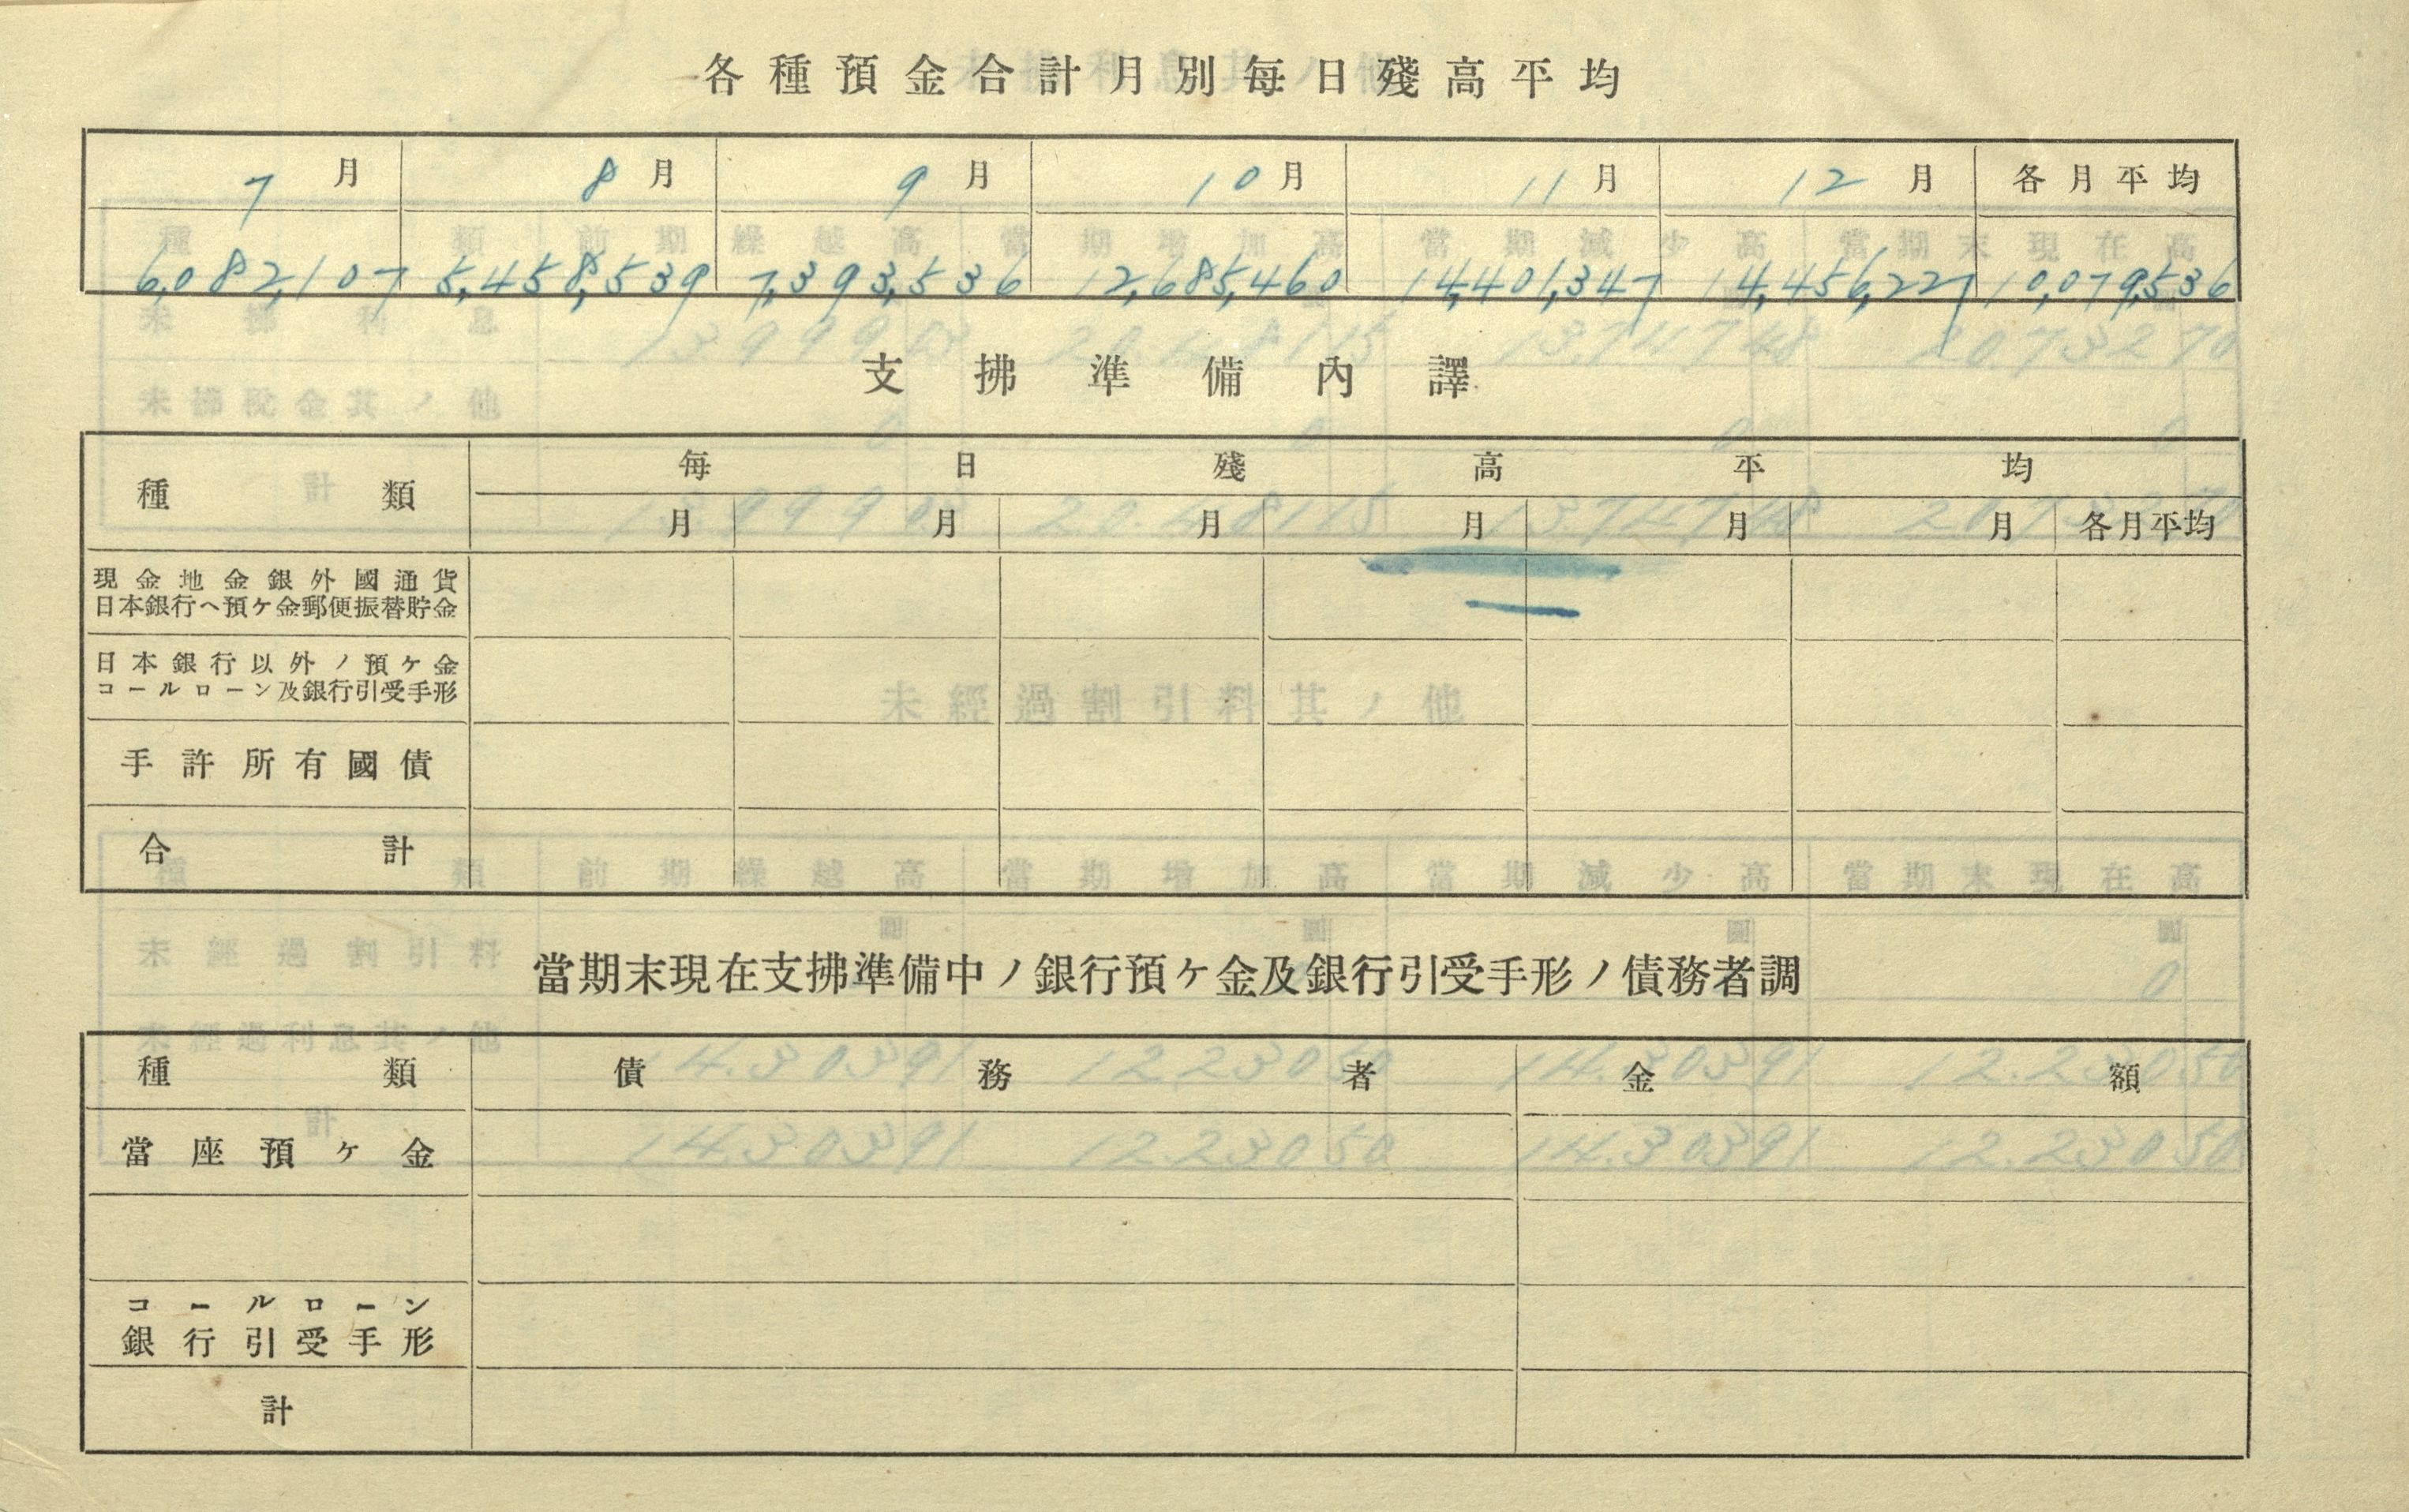 各種預金合計月別每日殘高平均
7月 8月 9月 10月 11月 12月 各月平均
6,082,107 5,458,539 7,393,536 12,685,460 14,401,347 14,456,227 10,079,536
支拂準備內譯
種類 每日殘高平均
月 月 月 月 月 月 各月平均
現金地金銀外國通貨
日本銀行ヘ預ケ金郵便振替貯金
日本銀行以外ノ預ケ金
コールローン及銀行引受手形
手許所有國債
合計
當期末現在支拂準備中ノ銀行預ケ金及銀行引受手形ノ債務者調
種類 債務者 金額
當座預ケ金
コールローン
銀行引受手形
計